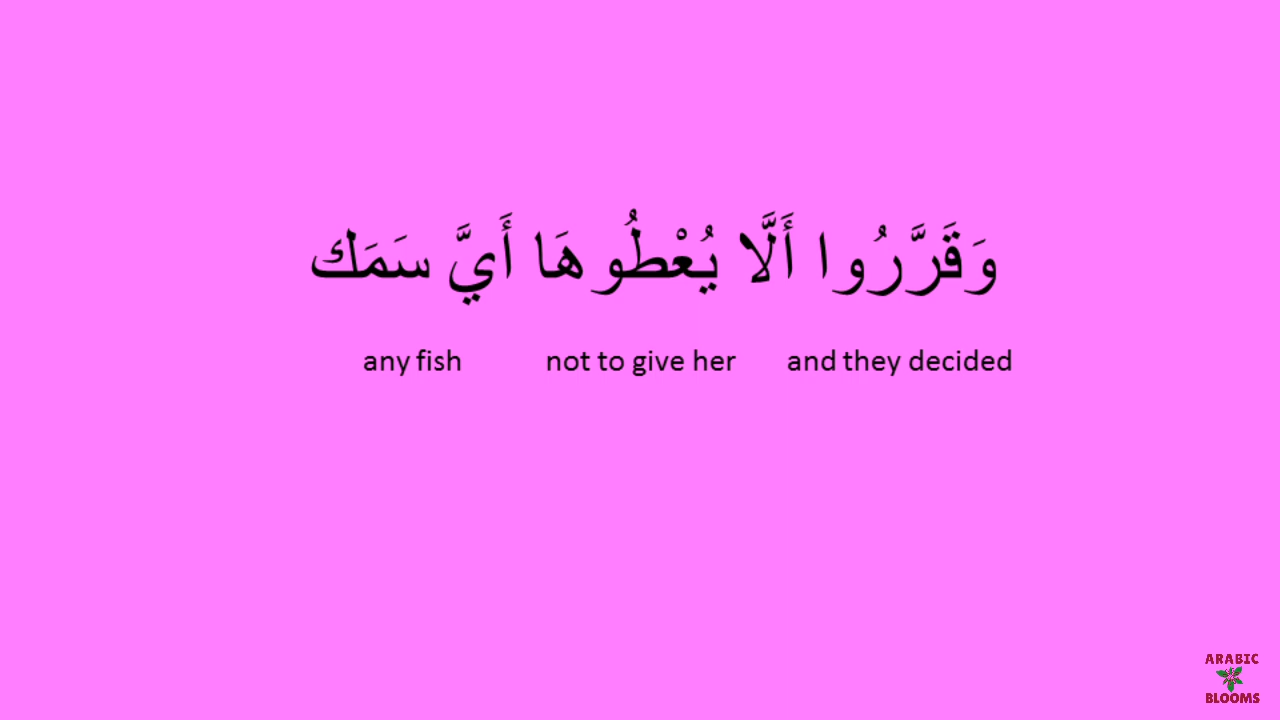 وَقَرَّرُوا أَلَّا يُعْطُوهَا أَيَّ سَمَك
any fish not to give her and they decided
ARABIC
BLOOMS